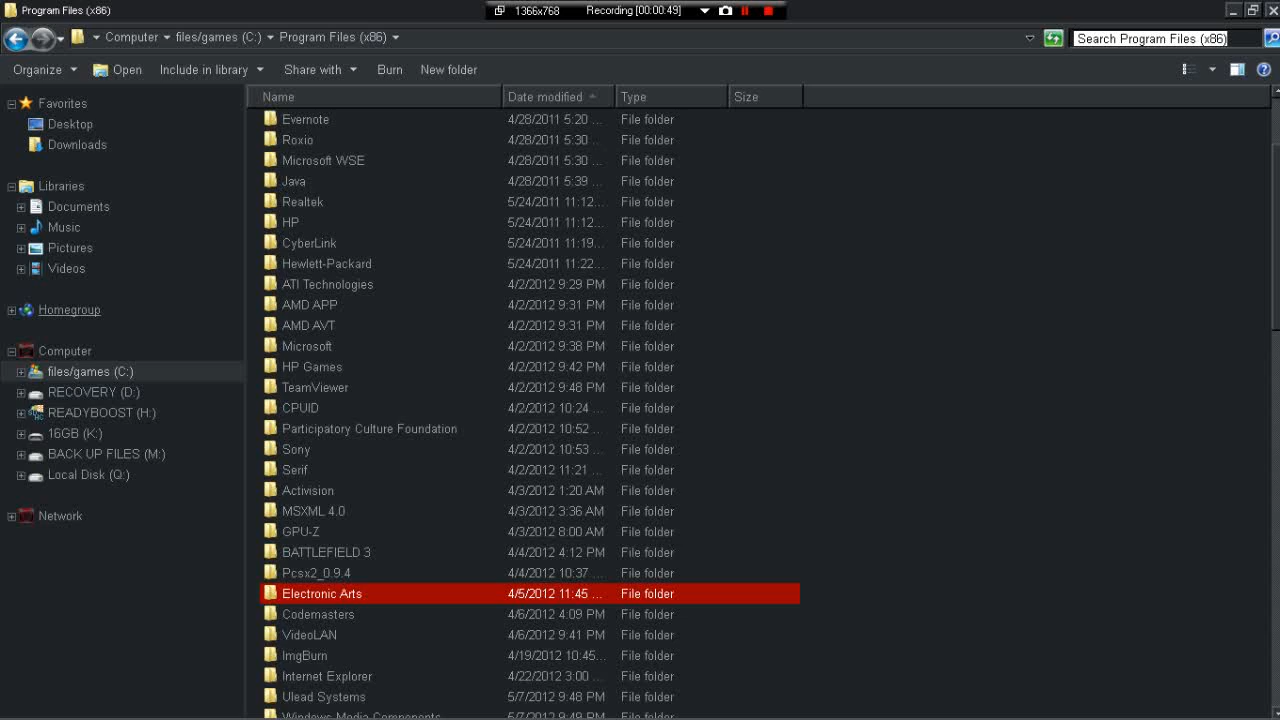 Program Files (x86)
1366x768 Recording [00:00:49]
Computer files/games (C:) Program Files (x86)
Search Program Files (x86)
Organize Open Include in library Share with Burn New folder
Favorites
Desktop
Downloads
Libraries
Documents
Music
Pictures
Videos
Homegroup
Computer
files/games (C:)
RECOVERY (D:)
READYBOOST (H:)
16GB (K:)
BACK UP FILES (M:)
Local Disk (Q:)
Network
Name Date modified Type Size
Evernote 4/28/2011 5:20 ... File folder
Roxio 4/28/2011 5:30 ... File folder
Microsoft WSE 4/28/2011 5:30 ... File folder
Java 4/28/2011 5:39 ... File folder
Realtek 5/24/2011 11:12... File folder
HP 5/24/2011 11:12... File folder
CyberLink 5/24/2011 11:19... File folder
Hewlett-Packard 5/24/2011 11:22... File folder
ATI Technologies 4/2/2012 9:29 PM File folder
AMD APP 4/2/2012 9:31 PM File folder
AMD AVT 4/2/2012 9:31 PM File folder
Microsoft 4/2/2012 9:38 PM File folder
HP Games 4/2/2012 9:42 PM File folder
TeamViewer 4/2/2012 9:48 PM File folder
CPUID 4/2/2012 10:24 ... File folder
Participatory Culture Foundation 4/2/2012 10:52 ... File folder
Sony 4/2/2012 10:53 ... File folder
Serif 4/2/2012 11:21 ... File folder
Activision 4/3/2012 1:20 AM File folder
MSXML 4.0 4/3/2012 3:36 AM File folder
GPU-Z 4/3/2012 8:00 AM File folder
BATTLEFIELD 3 4/4/2012 4:12 PM File folder
Pcsx2_0.9.4 4/4/2012 10:37 ... File folder
Electronic Arts 4/5/2012 11:45 ... File folder
Codemasters 4/6/2012 4:09 PM File folder
VideoLAN 4/6/2012 9:41 PM File folder
ImgBurn 4/19/2012 10:45... File folder
Internet Explorer 4/22/2012 3:00 ... File folder
Ulead Systems 5/7/2012 9:48 PM File folder
Windows Media Components 5/7/2012 9:49 PM File folder